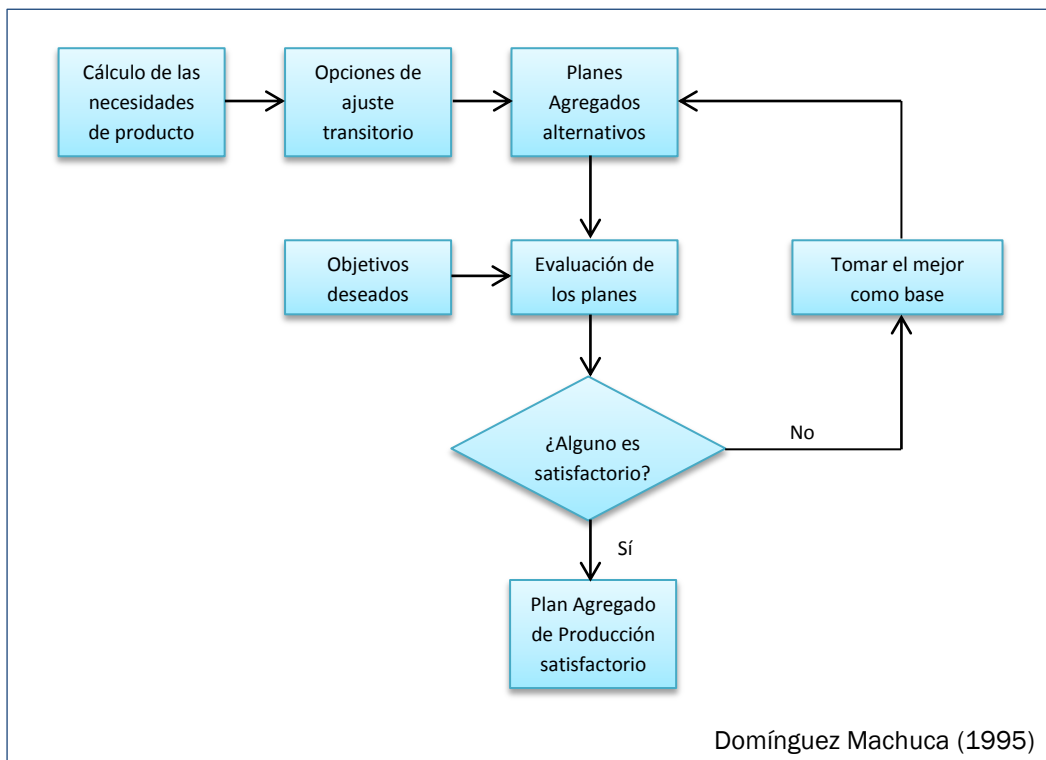 Cálculo de las
necesidades
de producto
Opciones de
ajuste
transitorio
Planes
Agregados
alternativos
Objetivos
deseados
Evaluación de
los planes
Tomar el mejor
como base
¿Alguno es
satisfactorio?
No
Sí
Plan Agregado
de Producción
satisfactorio
Domínguez Machuca (1995)